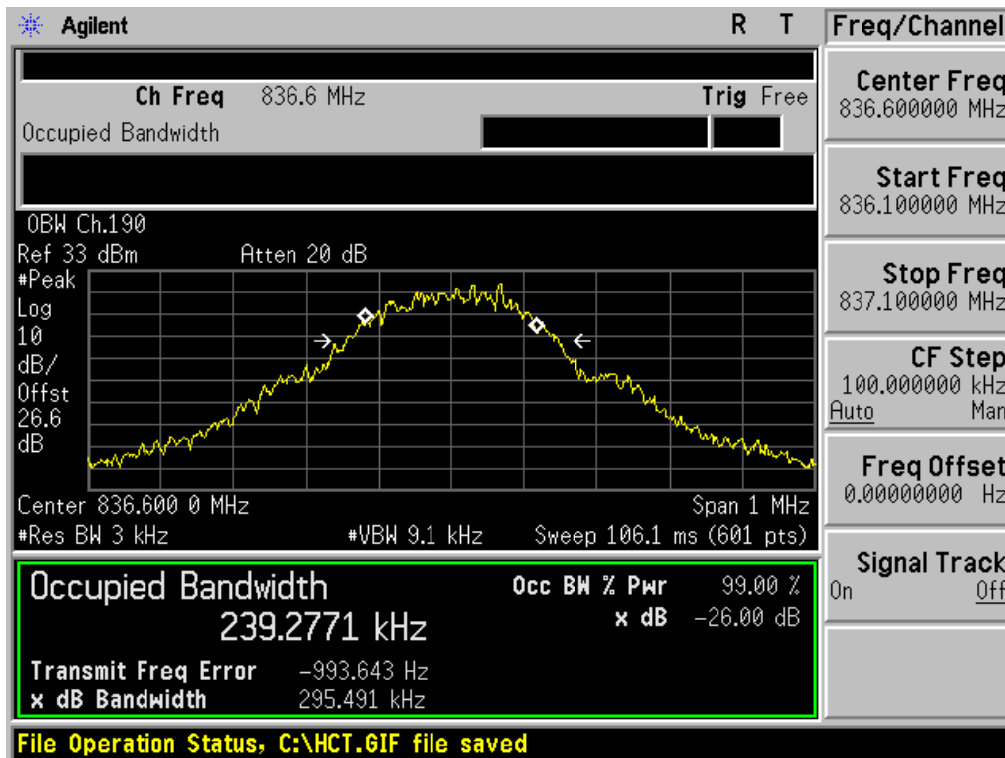 Agilent R T Freq/Channel
Ch Freq 836.6 MHz Trig Free
Occupied Bandwidth
Center Freq
836.600000 MHz
Start Freq
836.100000 MHz
Stop Freq
837.100000 MHz
CF Step
100.000000 kHz
Auto Man
Freq Offset
0.00000000 Hz
Signal Track
On Off
OBW Ch.190
Ref 33 dBm Atten 20 dB
#Peak
Log
10
dB/
Offst
26.6
dB
Center 836.600 0 MHz Span 1 MHz
#Res BW 3 kHz #VBW 9.1 kHz Sweep 106.1 ms (601 pts)
Occupied Bandwidth Occ BW % Pwr 99.00 %
239.2771 kHz x dB -26.00 dB
Transmit Freq Error -993.643 Hz
x dB Bandwidth 295.491 kHz
File Operation Status, C:\HCT.GIF file saved